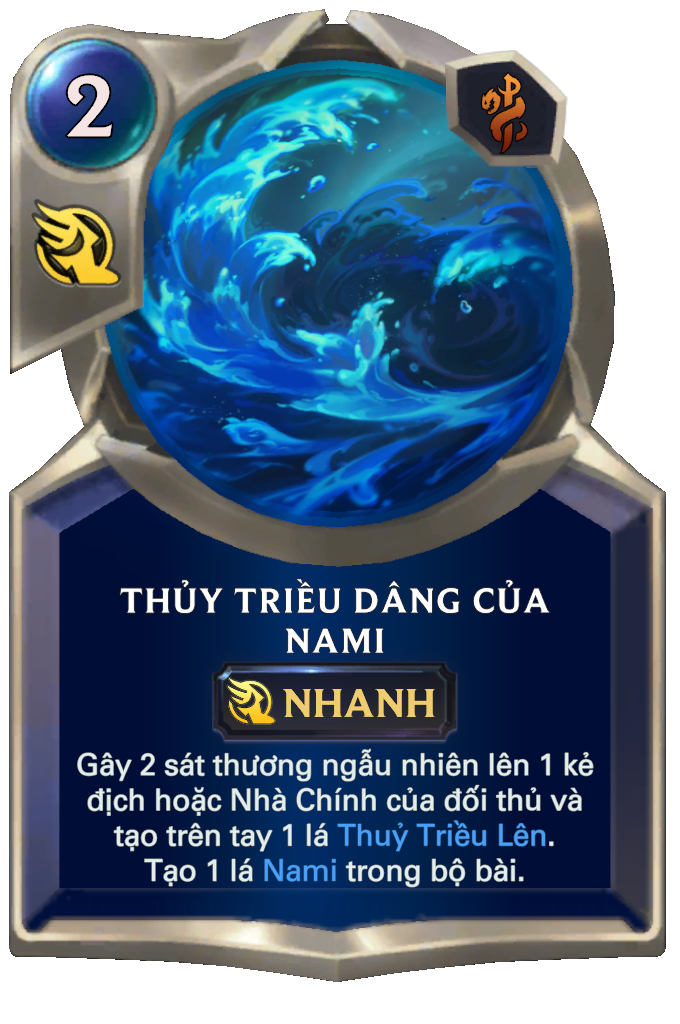 2
THỦY TRIỀU DÂNG CỦA
NAMI
NHANH
Gây 2 sát thương ngẫu nhiên lên 1 kẻ
địch hoặc Nhà Chính của đối thủ và
tạo trên tay 1 lá Thuỷ Triều Lên.
Tạo 1 lá Nami trong bộ bài.